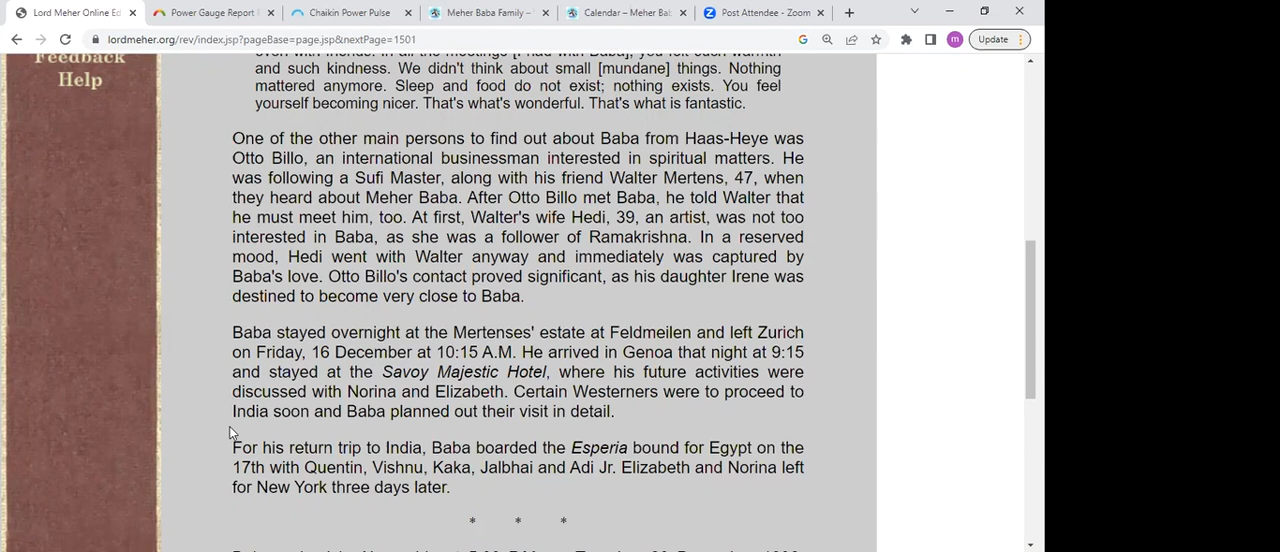 Lord Meher Online Ed
Power Gauge Report
Chaikin Power Pulse
Meher Baba Family –
Calendar – Meher Bab
Post Attendee - Zoom
lordmeher.org/rev/index.jsp?pageBase=page.jsp&nextPage=1501
m
Update
Feedback
Help
and such kindness. We didn't think about small [mundane] things. Nothing
mattered anymore. Sleep and food do not exist; nothing exists. You feel
yourself becoming nicer. That's what's wonderful. That's what is fantastic.
One of the other main persons to find out about Baba from Haas-Heye was
Otto Billo, an international businessman interested in spiritual matters. He
was following a Sufi Master, along with his friend Walter Mertens, 47, when
they heard about Meher Baba. After Otto Billo met Baba, he told Walter that
he must meet him, too. At first, Walter's wife Hedi, 39, an artist, was not too
interested in Baba, as she was a follower of Ramakrishna. In a reserved
mood, Hedi went with Walter anyway and immediately was captured by
Baba's love. Otto Billo's contact proved significant, as his daughter Irene was
destined to become very close to Baba.
Baba stayed overnight at the Mertenses' estate at Feldmeilen and left Zurich
on Friday, 16 December at 10:15 A.M. He arrived in Genoa that night at 9:15
and stayed at the Savoy Majestic Hotel, where his future activities were
discussed with Norina and Elizabeth. Certain Westerners were to proceed to
India soon and Baba planned out their visit in detail.
For his return trip to India, Baba boarded the Esperia bound for Egypt on the
17th with Quentin, Vishnu, Kaka, Jalbhai and Adi Jr. Elizabeth and Norina left
for New York three days later.
* * *